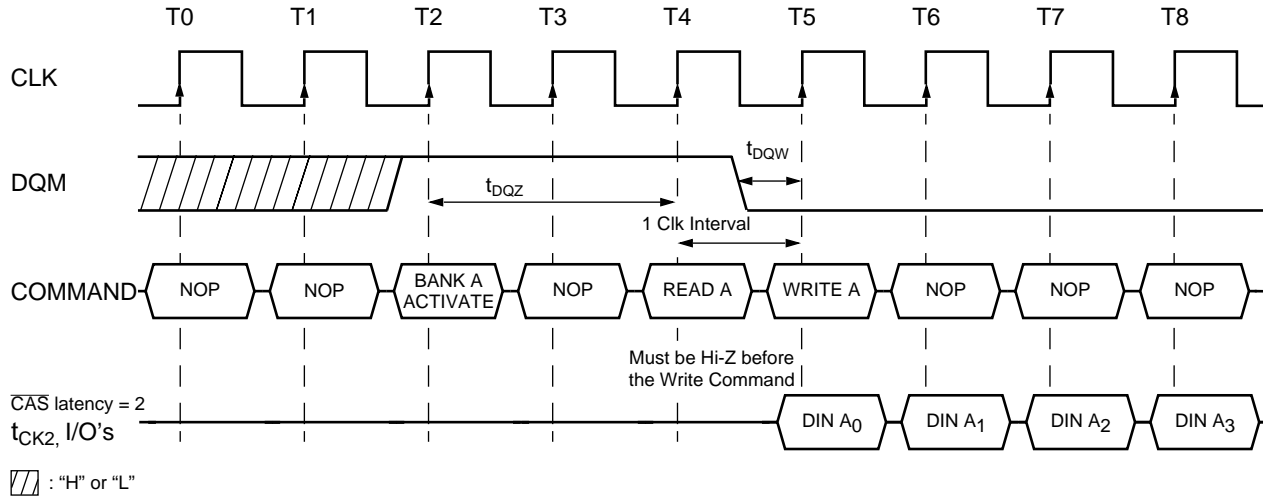 T0 T1 T2 T3 T4 T5 T6 T7 T8
CLK
tDQW
DQM
tDQZ
1 Clk Interval
COMMAND NOP NOP BANK A ACTIVATE NOP READ A WRITE A NOP NOP NOP
Must be Hi-Z before
the Write Command
CAS latency = 2
tCK2, I/O's DIN A0 DIN A1 DIN A2 DIN A3
: “H” or “L”